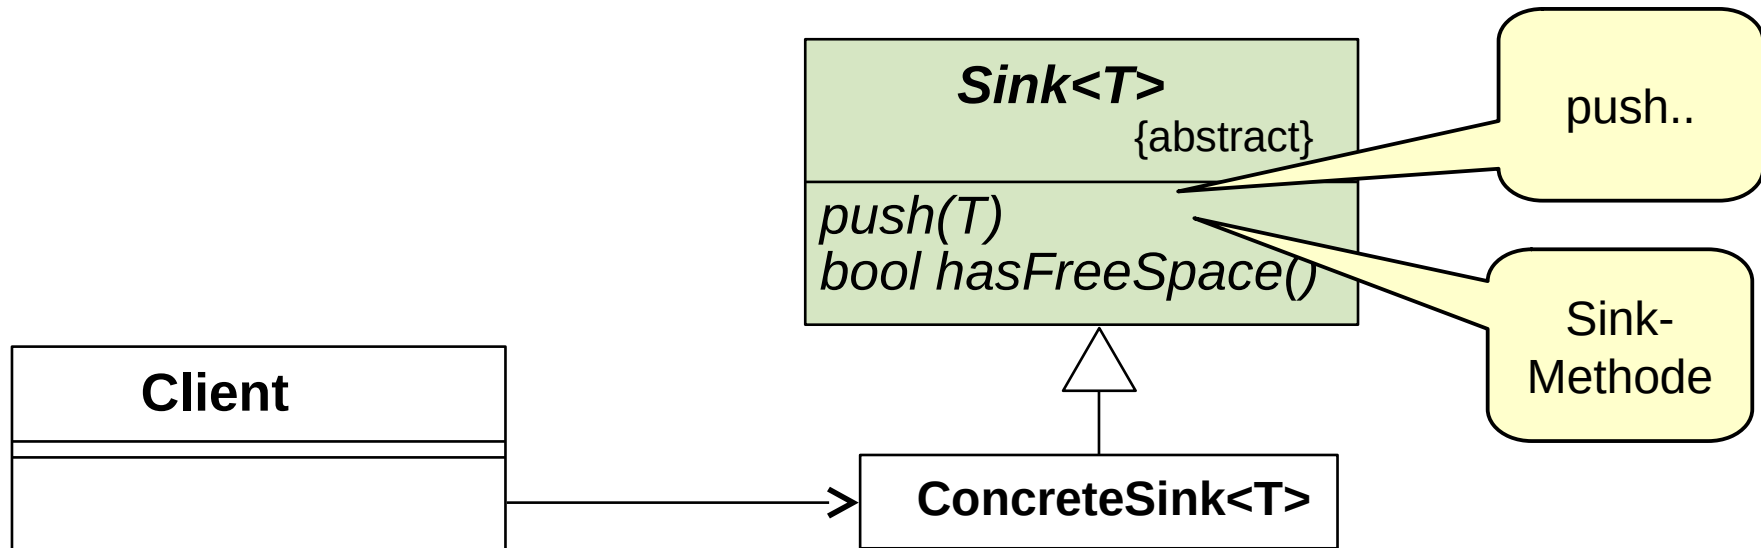 Sink<T>
{abstract}
push(T)
bool hasFreeSpace()
push..
Sink-
Methode
Client
ConcreteSink<T>